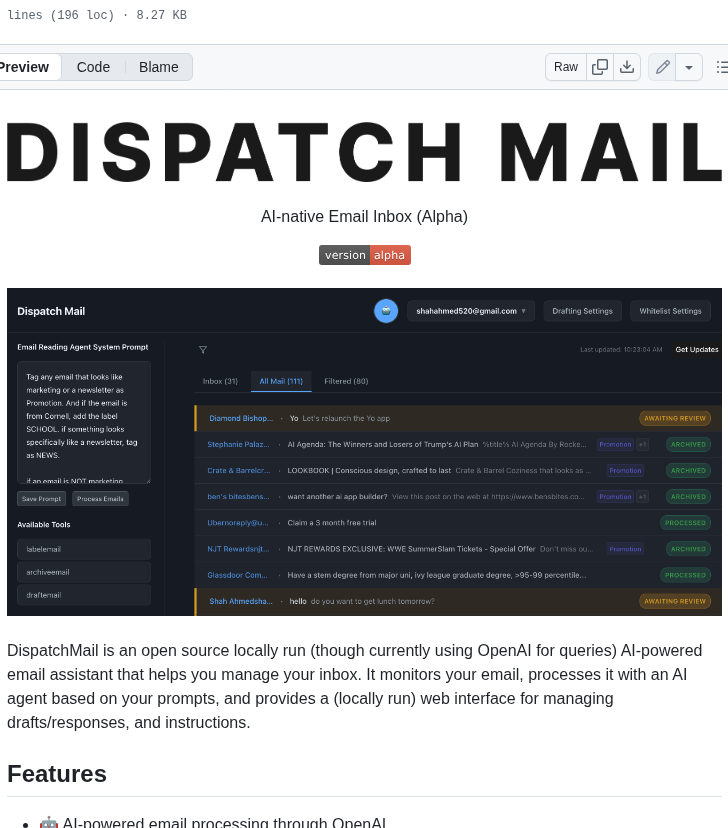 lines (196 loc) · 8.27 KB
Preview Code Blame Raw
DISPATCH MAIL
AI-native Email Inbox (Alpha)
version alpha
Dispatch Mail shahahmed520@gmail.com Drafting Settings Whitelist Settings
Email Reading Agent System Prompt
Tag any email that looks like
marketing or a newsletter as
Promotion. And if the email is
from Cornell, add the label
SCHOOL. if something looks
specifically like a newsletter, tag
as NEWS.
if an email is NOT marketing
Save Prompt Process Emails
Available Tools
labelemail
archiveemail
draftemail
Last updated: 10:23:04 AM Get Updates
Inbox (31) All Mail (111) Filtered (80)
Diamond Bishop... · Yo Let's relaunch the Yo app AWAITING REVIEW
Stephanie Palaz... · AI Agenda: The Winners and Losers of Trump's AI Plan %title% AI Agenda By Rocke... Promotion +1 ARCHIVED
Crate & Barrelcr... · LOOKBOOK | Conscious design, crafted to last Crate & Barrel Coziness that looks as ... Promotion ARCHIVED
ben's bitesbens... · want another ai app builder? View this post on the web at https://www.bensbites.co... Promotion +1 ARCHIVED
Ubernoreply@u... · Claim a 3 month free trial PROCESSED
NJT Rewardsnjt... · NJT REWARDS EXCLUSIVE: WWE SummerSlam Tickets - Special Offer Don't miss ou... Promotion ARCHIVED
Glassdoor Com... · Have a stem degree from major uni, ivy league graduate degree, >95-99 percentile... PROCESSED
Shah Ahmedsha... · hello do you want to get lunch tomorrow? AWAITING REVIEW
DispatchMail is an open source locally run (though currently using OpenAI for queries) AI-powered
email assistant that helps you manage your inbox. It monitors your email, processes it with an AI
agent based on your prompts, and provides a (locally run) web interface for managing
drafts/responses, and instructions.
Features
• 🤖 AI-powered email processing through OpenAI